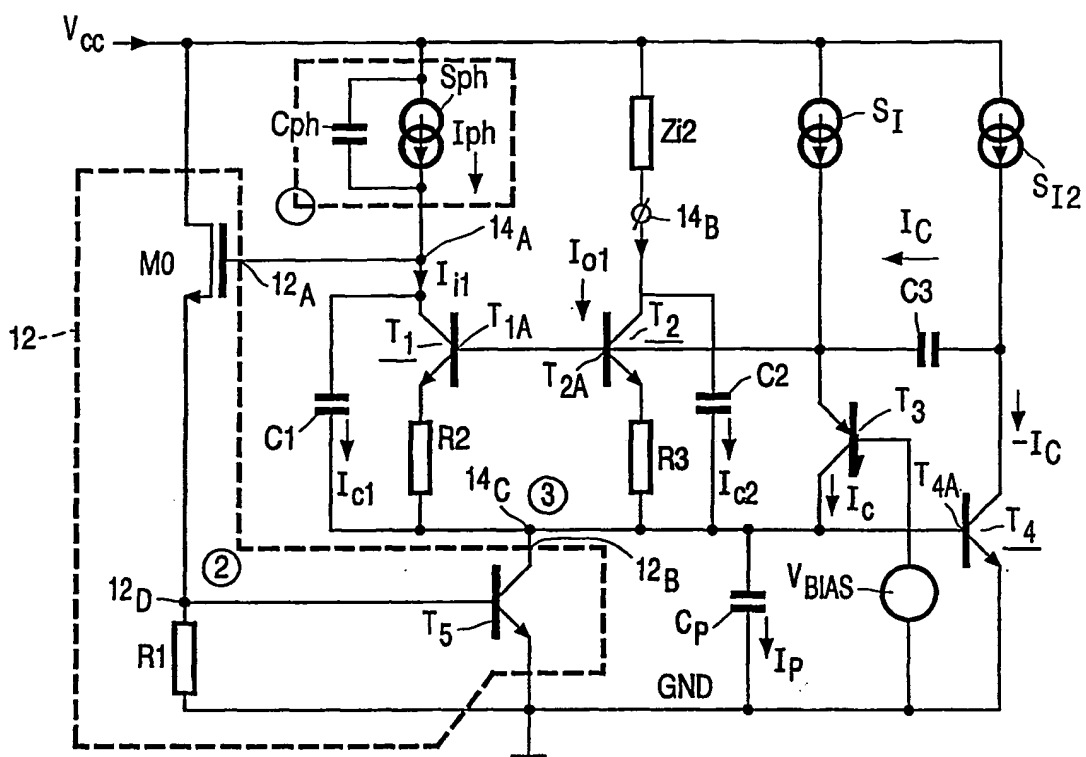 Vcc
Sph
Cph
Iph
SI
SI2
Zi2
14B
14A
IC
M0
12A
Ii1
Io1
C3
12
T1
T1A
T2
T2A
C2
T3
C1
R2
R3
-IC
Ic1
Ic2
14C
3
Ic
T4A
T4
2
12D
12B
VBIAS
T5
CP
IP
R1
GND